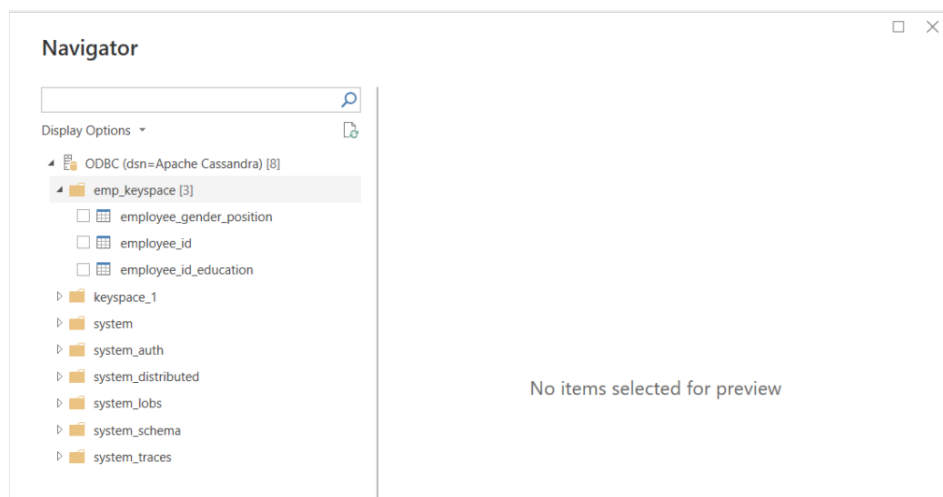 Navigator
Display Options
ODBC (dsn=Apache Cassandra) [8]
emp_keyspace [3]
employee_gender_position
employee_id
employee_id_education
keyspace_1
system
system_auth
system_distributed
system_lobs
system_schema
system_traces
No items selected for preview